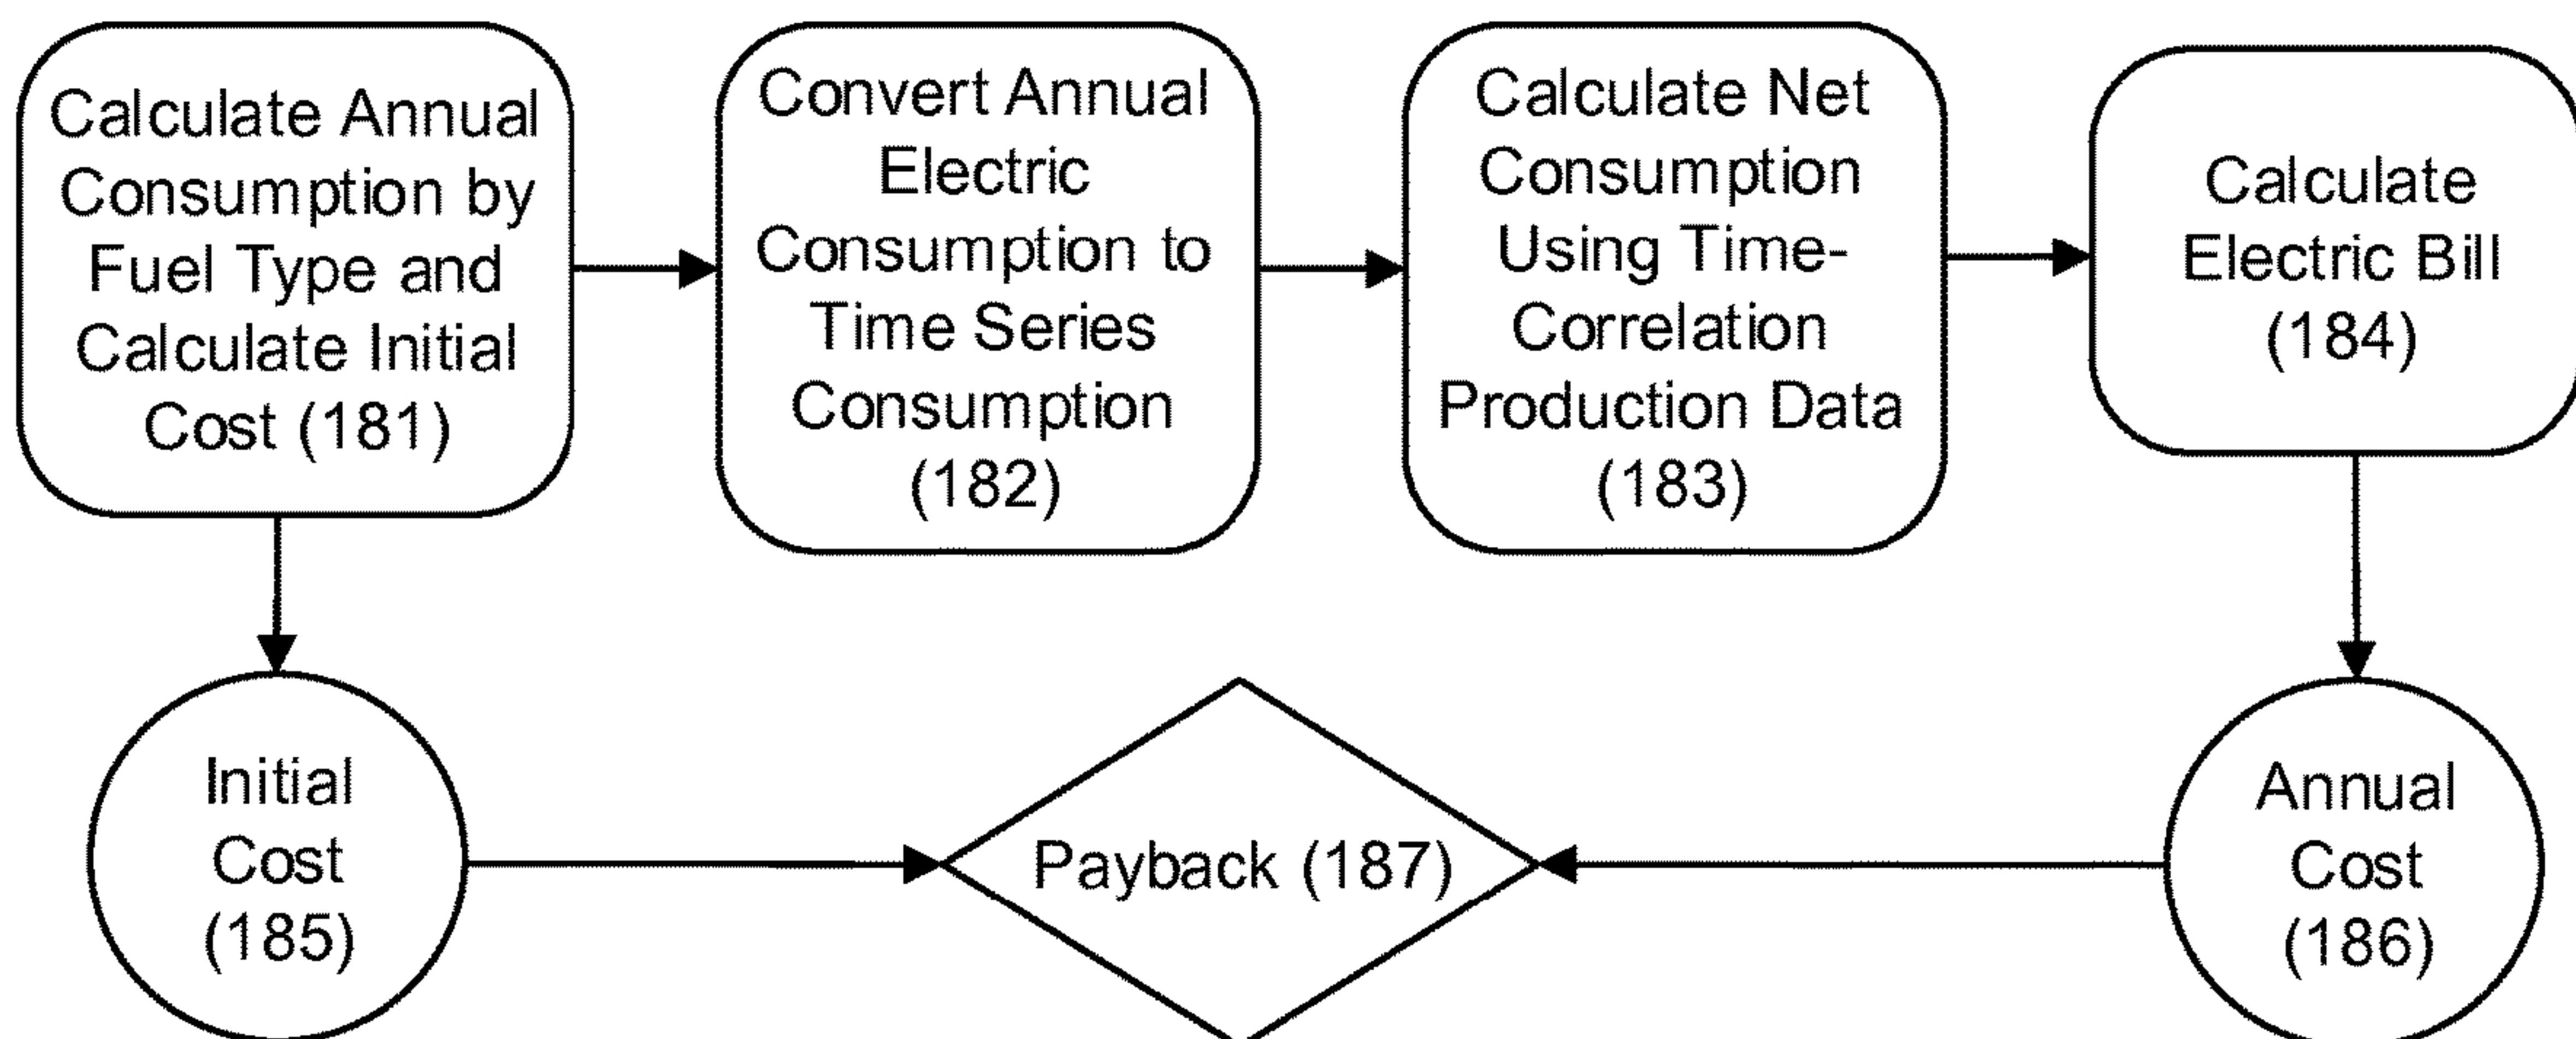 Calculate Annual
Consumption by
Fuel Type and
Calculate Initial
Cost (181)
Convert Annual
Electric
Consumption to
Time Series
Consumption
(182)
Calculate Net
Consumption
Using Time-
Correlation
Production Data
(183)
Calculate
Electric Bill
(184)
Initial
Cost
(185)
Payback (187)
Annual
Cost
(186)